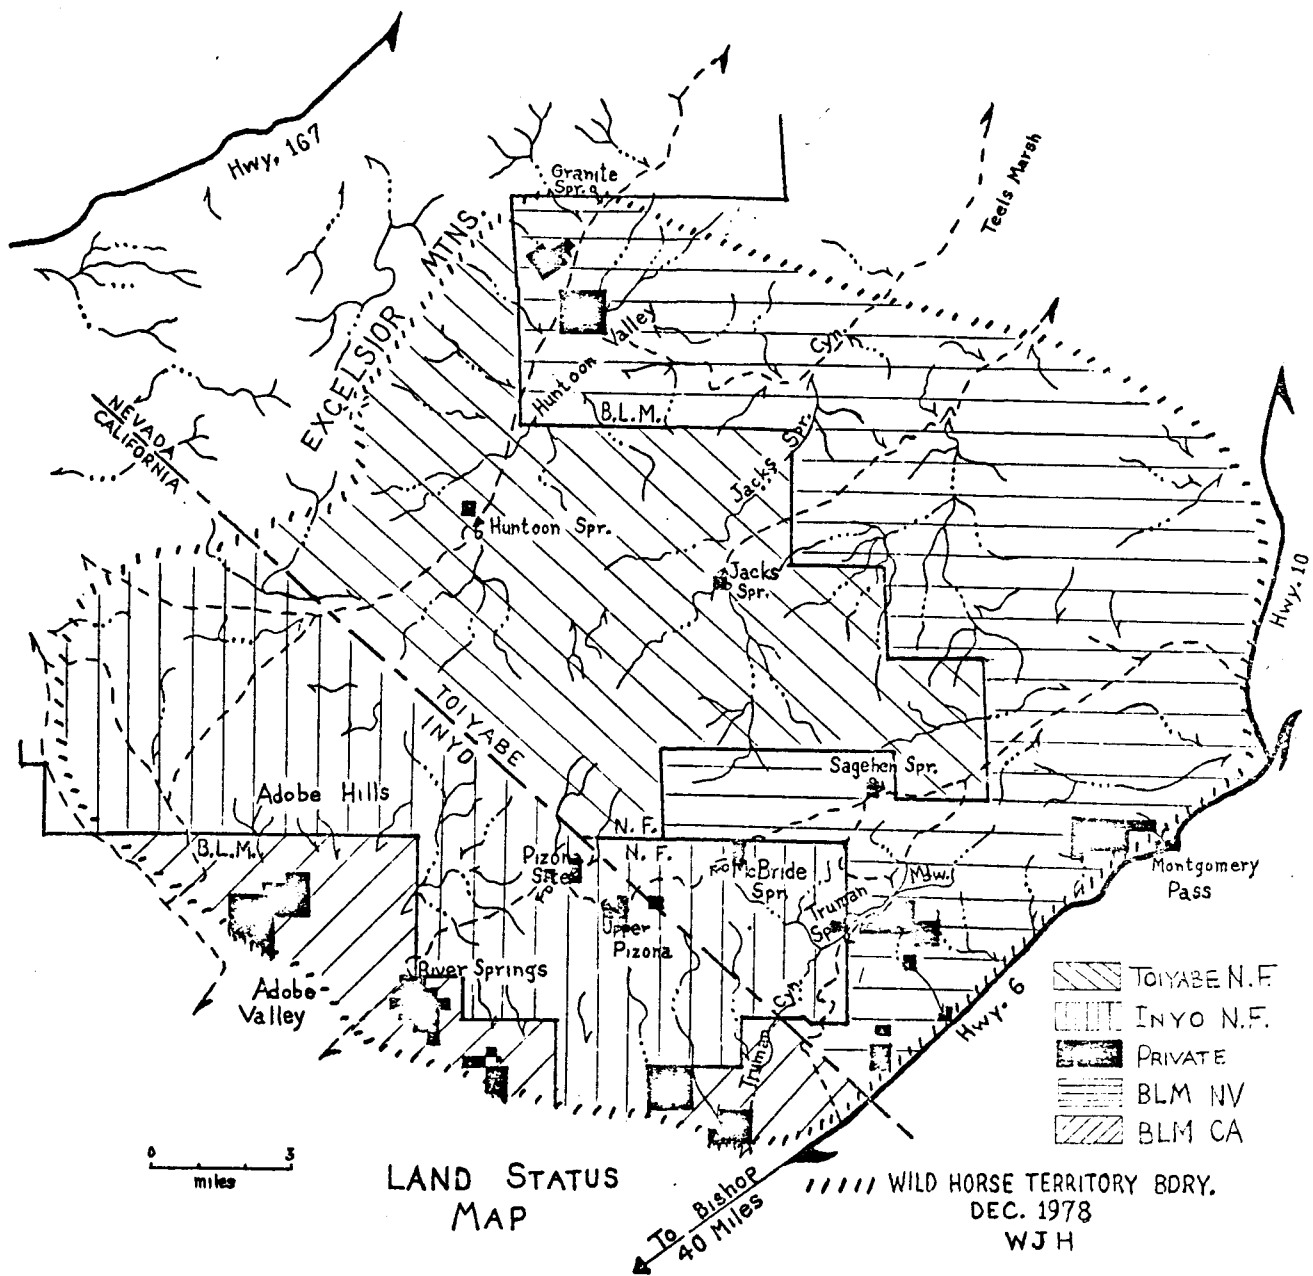 Hwy. 167
Teels Marsh
Granite
Spr.
EXCELSIOR MTNS.
Huntoon Valley
Cyn.
B.L.M.
Jacks Spr.
NEVADA
CALIFORNIA
Huntoon Spr.
Jacks
Spr.
Hwy. 10
TOIYABE
INYO
Sagehen Spr.
Adobe Hills
N.F.
N.F.
B.L.M.
Pizona
Site
McBride
Spr.
Mdw.
Montgomery
Pass
Truman
Spr.
Upper
Pizona
River Springs
Adobe
Valley
Truman Cyn.
Hwy. 6
TOIYABE N.F.
INYO N.F.
PRIVATE
BLM NV
BLM CA
0 3
miles
LAND STATUS
MAP
WILD HORSE TERRITORY BDRY.
DEC. 1978
WJH
To BISHOP
40 MILES